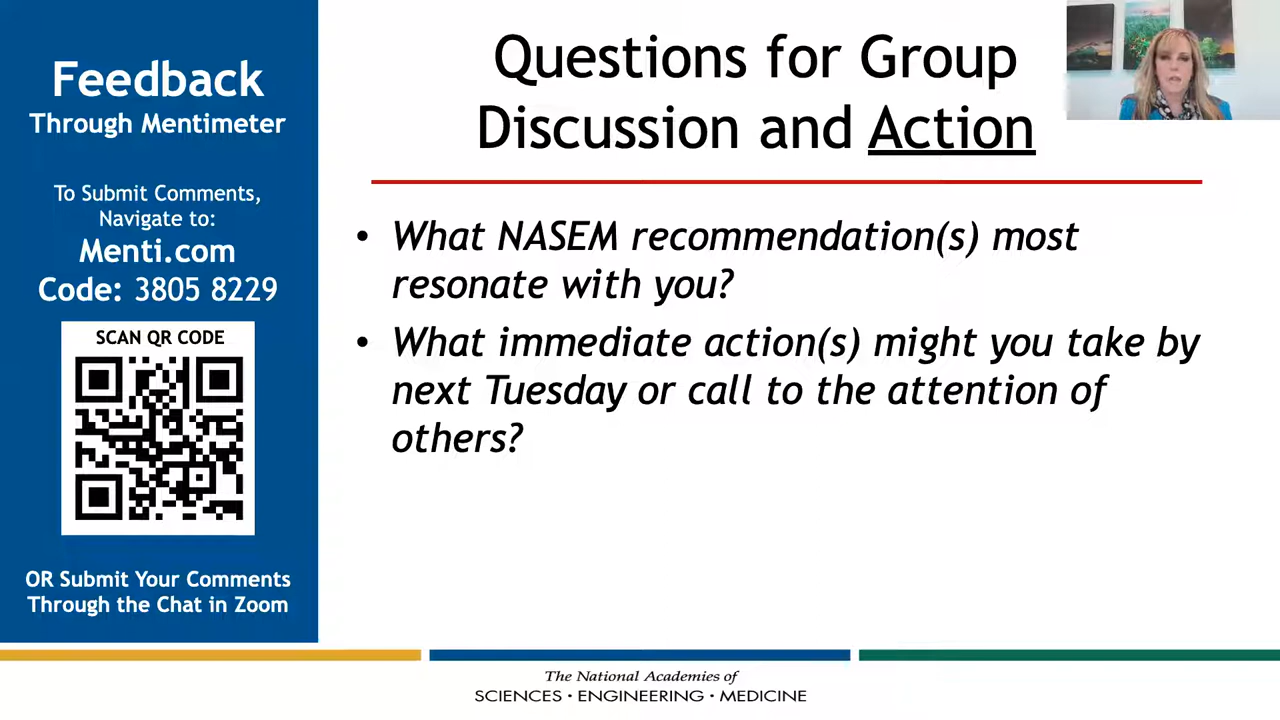 Feedback
Through Mentimeter
To Submit Comments,
Navigate to:
Menti.com
Code: 3805 8229
SCAN QR CODE
OR Submit Your Comments
Through the Chat in Zoom
Questions for Group
Discussion and Action
• What NASEM recommendation(s) most
resonate with you?
• What immediate action(s) might you take by
next Tuesday or call to the attention of
others?
The National Academies of
SCIENCES • ENGINEERING • MEDICINE